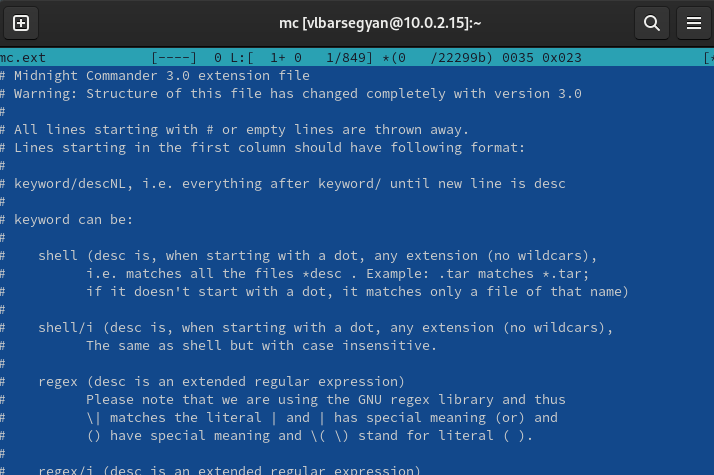 mc [vlbarsegyan@10.0.2.15]:~
mc.ext [----] 0 L:[ 1+ 0 1/849] *(0 /22299b) 0035 0x023 [*
# Midnight Commander 3.0 extension file
# Warning: Structure of this file has changed completely with version 3.0
#
# All lines starting with # or empty lines are thrown away.
# Lines starting in the first column should have following format:
#
# keyword/descNL, i.e. everything after keyword/ until new line is desc
#
# keyword can be:
#
#    shell (desc is, when starting with a dot, any extension (no wildcars),
#          i.e. matches all the files *desc . Example: .tar matches *.tar;
#          if it doesn't start with a dot, it matches only a file of that name)
#
#    shell/i (desc is, when starting with a dot, any extension (no wildcars),
#          The same as shell but with case insensitive.
#
#    regex (desc is an extended regular expression)
#          Please note that we are using the GNU regex library and thus
#          \| matches the literal | and | has special meaning (or) and
#          () have special meaning and \( \) stand for literal ( ).
#
#    regex/i (desc is an extended regular expression)